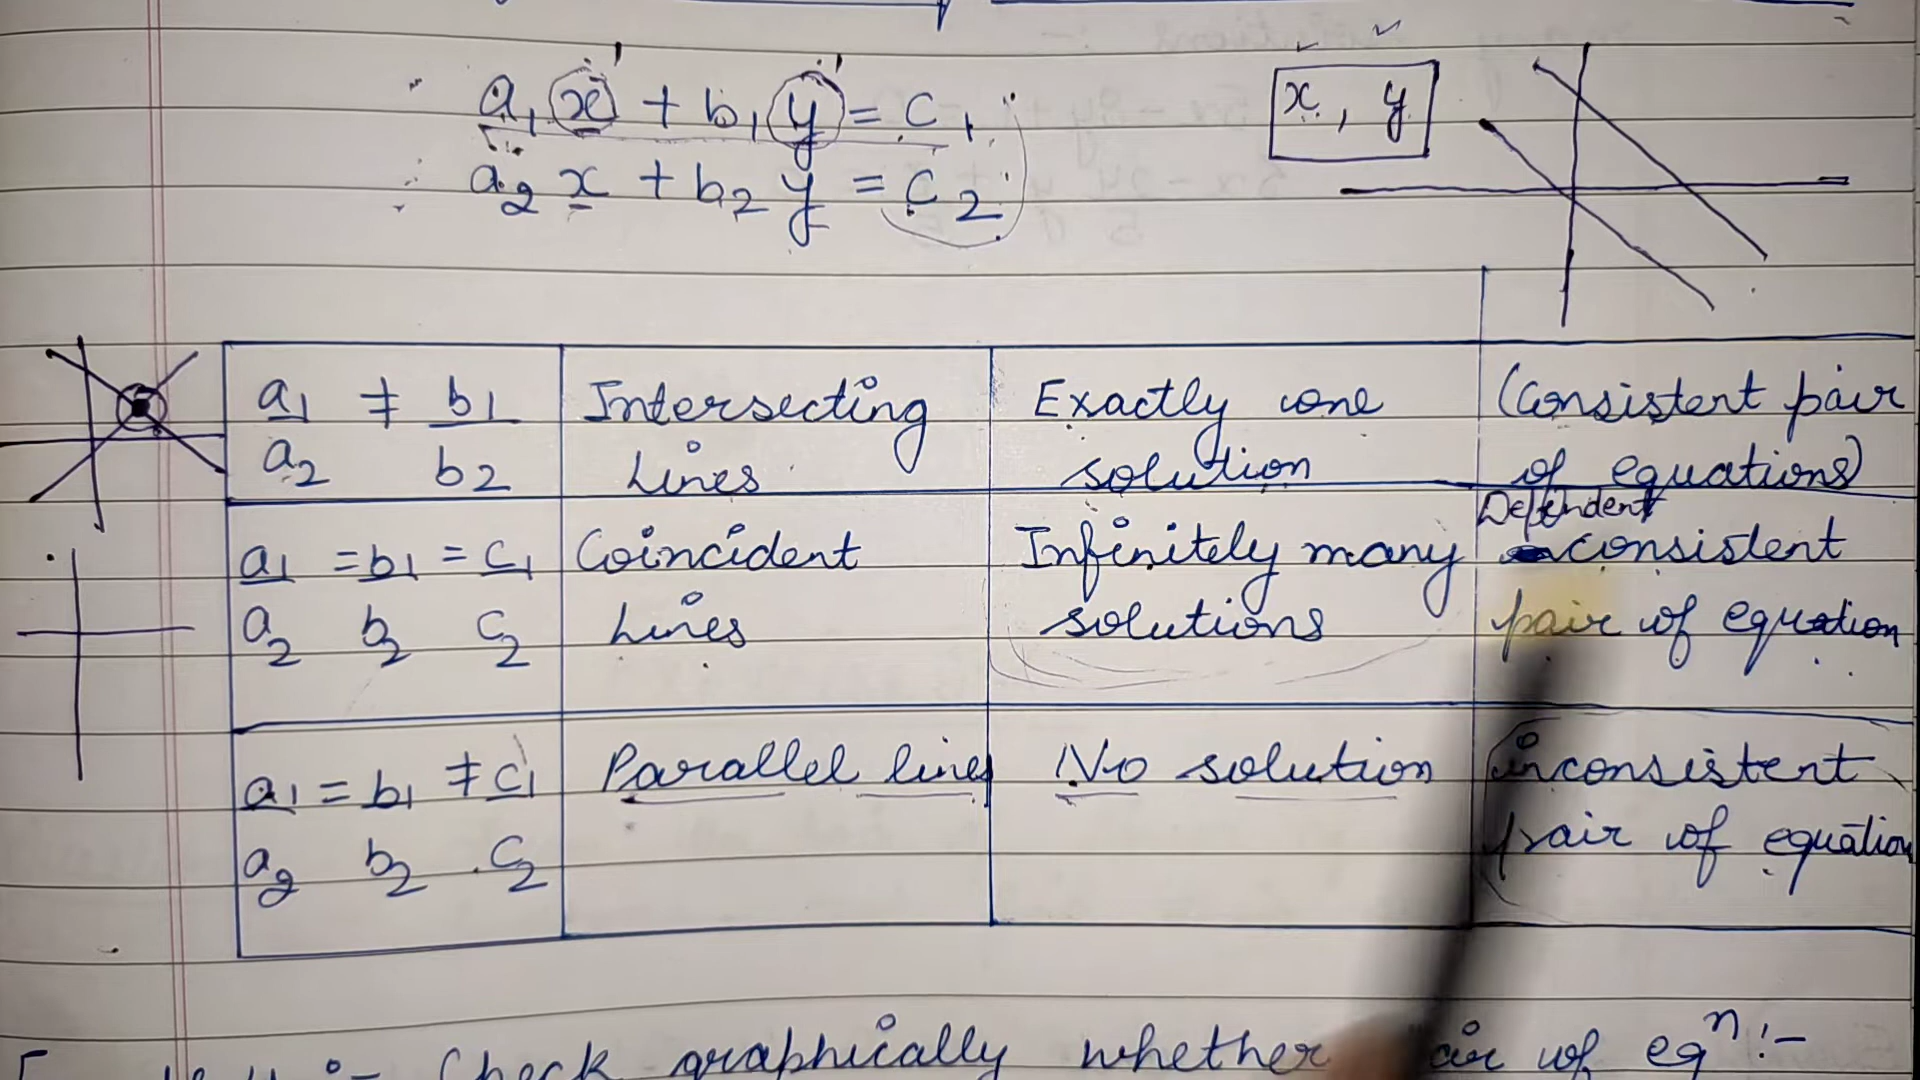 a₁x + b₁y = c₁
a₂x + b₂y = c₂
x, y
a₁ ≠ b₁
a₂ b₂
Intersecting
Lines
Exactly one
solution
(Consistent pair
of equations)
a₁ = b₁ = c₁
a₂ b₂ c₂
Coincident
Lines
Infinitely many
solutions
Dependent
consistent
pair of equation
a₁ = b₁ ≠ c₁
a₂ b₂ c₂
Parallel lines
No solution
inconsistent
pair of equation
Check graphically whether air of eqⁿ:-